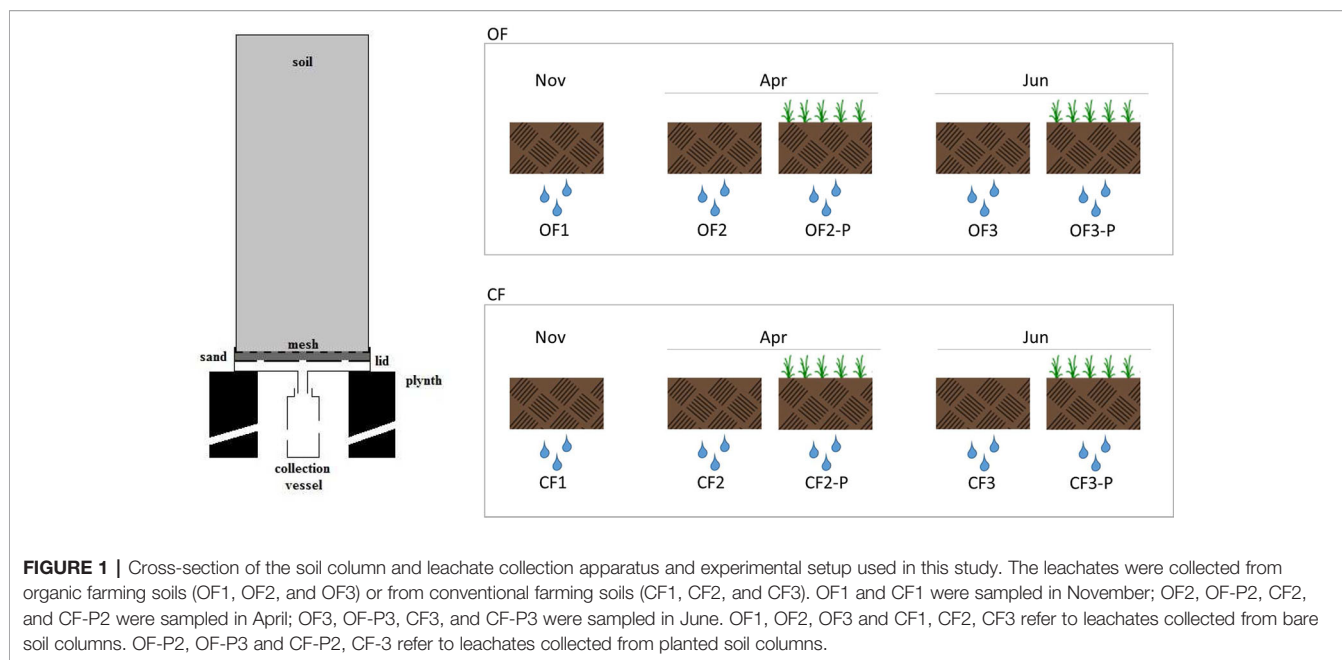 soil
mesh
sand
lid
plynth
collection
vessel
OF
Nov
Apr
Jun
OF1
OF2
OF2-P
OF3
OF3-P
CF
Nov
Apr
Jun
CF1
CF2
CF2-P
CF3
CF3-P
FIGURE 1 | Cross-section of the soil column and leachate collection apparatus and experimental setup used in this study. The leachates were collected from
organic farming soils (OF1, OF2, and OF3) or from conventional farming soils (CF1, CF2, and CF3). OF1 and CF1 were sampled in November; OF2, OF-P2, CF2,
and CF-P2 were sampled in April; OF3, OF-P3, CF3, and CF-P3 were sampled in June. OF1, OF2, OF3 and CF1, CF2, CF3 refer to leachates collected from bare
soil columns. OF-P2, OF-P3 and CF-P2, CF-3 refer to leachates collected from planted soil columns.